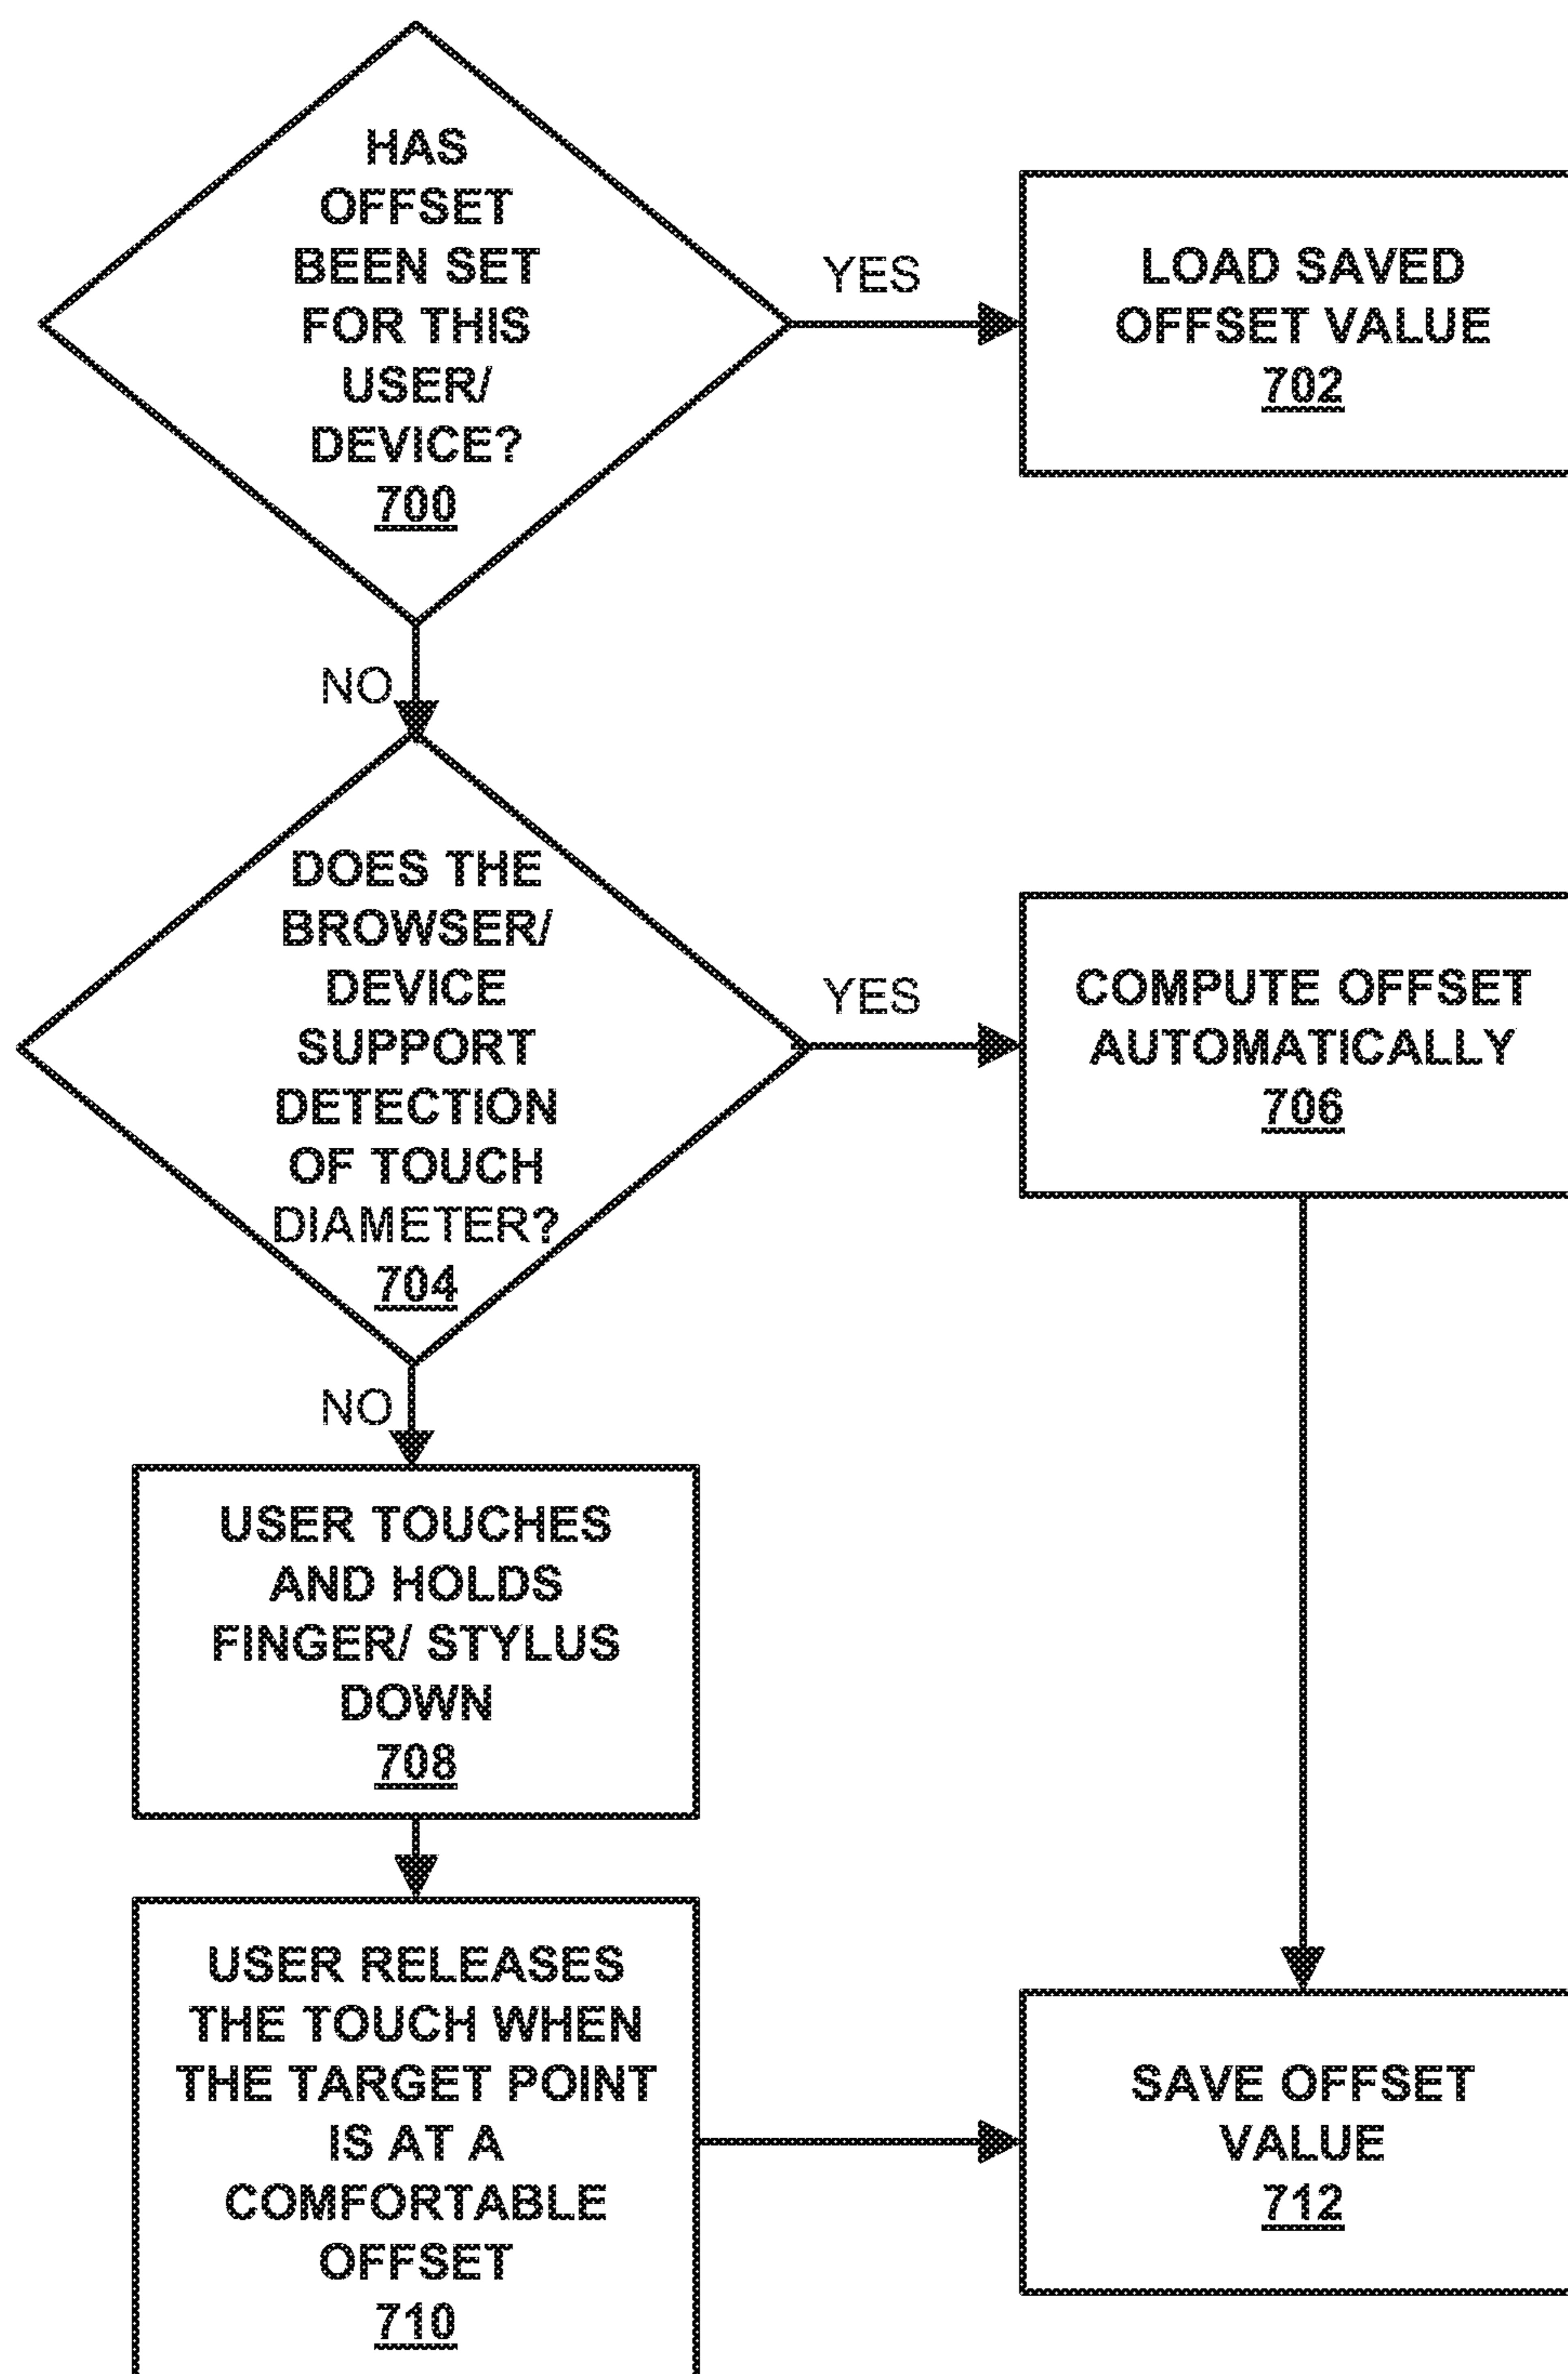 HAS
OFFSET
BEEN SET
FOR THIS
USER/
DEVICE?
700
YES
LOAD SAVED
OFFSET VALUE
702
NO
DOES THE
BROWSER/
DEVICE
SUPPORT
DETECTION
OF TOUCH
DIAMETER?
704
YES
COMPUTE OFFSET
AUTOMATICALLY
706
NO
USER TOUCHES
AND HOLDS
FINGER/ STYLUS
DOWN
708
USER RELEASES
THE TOUCH WHEN
THE TARGET POINT
IS AT A
COMFORTABLE
OFFSET
710
SAVE OFFSET
VALUE
712